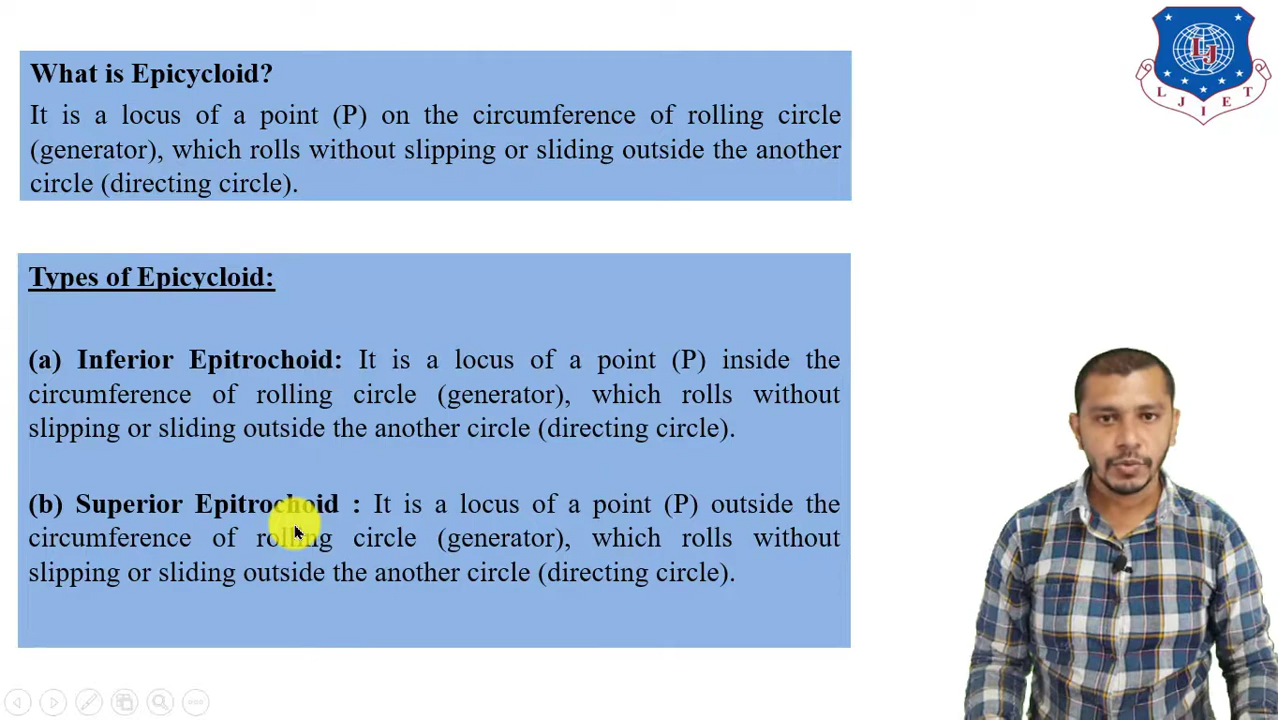 What is Epicycloid?
It is a locus of a point (P) on the circumference of rolling circle
(generator), which rolls without slipping or sliding outside the another
circle (directing circle).
Types of Epicycloid:
(a) Inferior Epitrochoid: It is a locus of a point (P) inside the
circumference of rolling circle (generator), which rolls without
slipping or sliding outside the another circle (directing circle).
(b) Superior Epitrochoid : It is a locus of a point (P) outside the
circumference of rolling circle (generator), which rolls without
slipping or sliding outside the another circle (directing circle).
LJ
LJIET